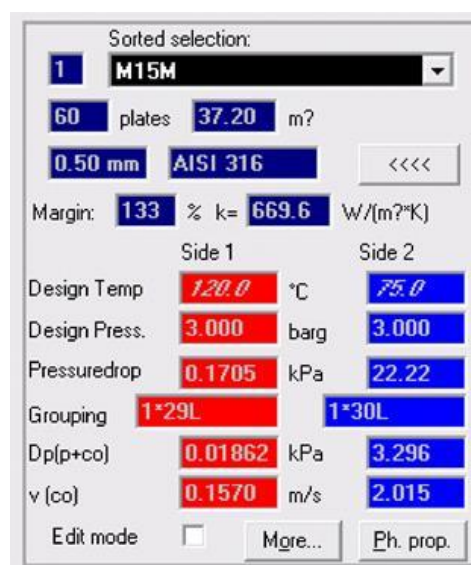 Sorted selection:
1 M15M
60 plates 37.20 m?
0.50 mm AISI 316 <<<<
Margin: 133 % k= 669.6 W/(m?*K)
Side 1 Side 2
Design Temp 120.0 °C 75.0
Design Press. 3.000 barg 3.000
Pressuredrop 0.1705 kPa 22.22
Grouping 1*29L 1*30L
Dp(p+co) 0.01862 kPa 3.296
v (co) 0.1570 m/s 2.015
Edit mode More... Ph. prop.